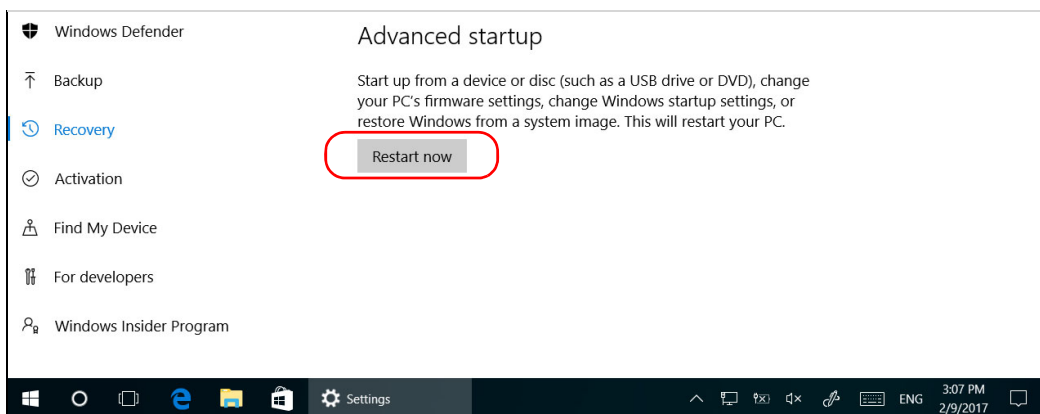 Windows Defender
Backup
Recovery
Activation
Find My Device
For developers
Windows Insider Program
Advanced startup
Start up from a device or disc (such as a USB drive or DVD), change
your PC's firmware settings, change Windows startup settings, or
restore Windows from a system image. This will restart your PC.
Restart now
Settings
ENG
3:07 PM
2/9/2017